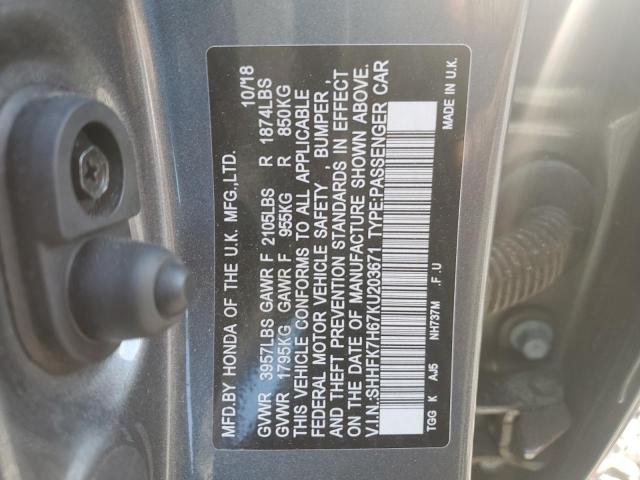 MFD.BY HONDA OF THE U.K. MFG.,LTD. 10/18
GVWR 3957LBS GAWR F 2105LBS R 1874LBS
GVWR 1795KG GAWR F 955KG R 850KG
THIS VEHICLE CONFORMS TO ALL APPLICABLE
FEDERAL MOTOR VEHICLE SAFETY, BUMPER,
AND THEFT PREVENTION STANDARDS IN EFFECT
ON THE DATE OF MANUFACTURE SHOWN ABOVE.
V.I.N.:SHHFK7H67KU203671 TYPE:PASSENGER CAR
TGG K AJ5 NH737M .F.U MADE IN U.K.